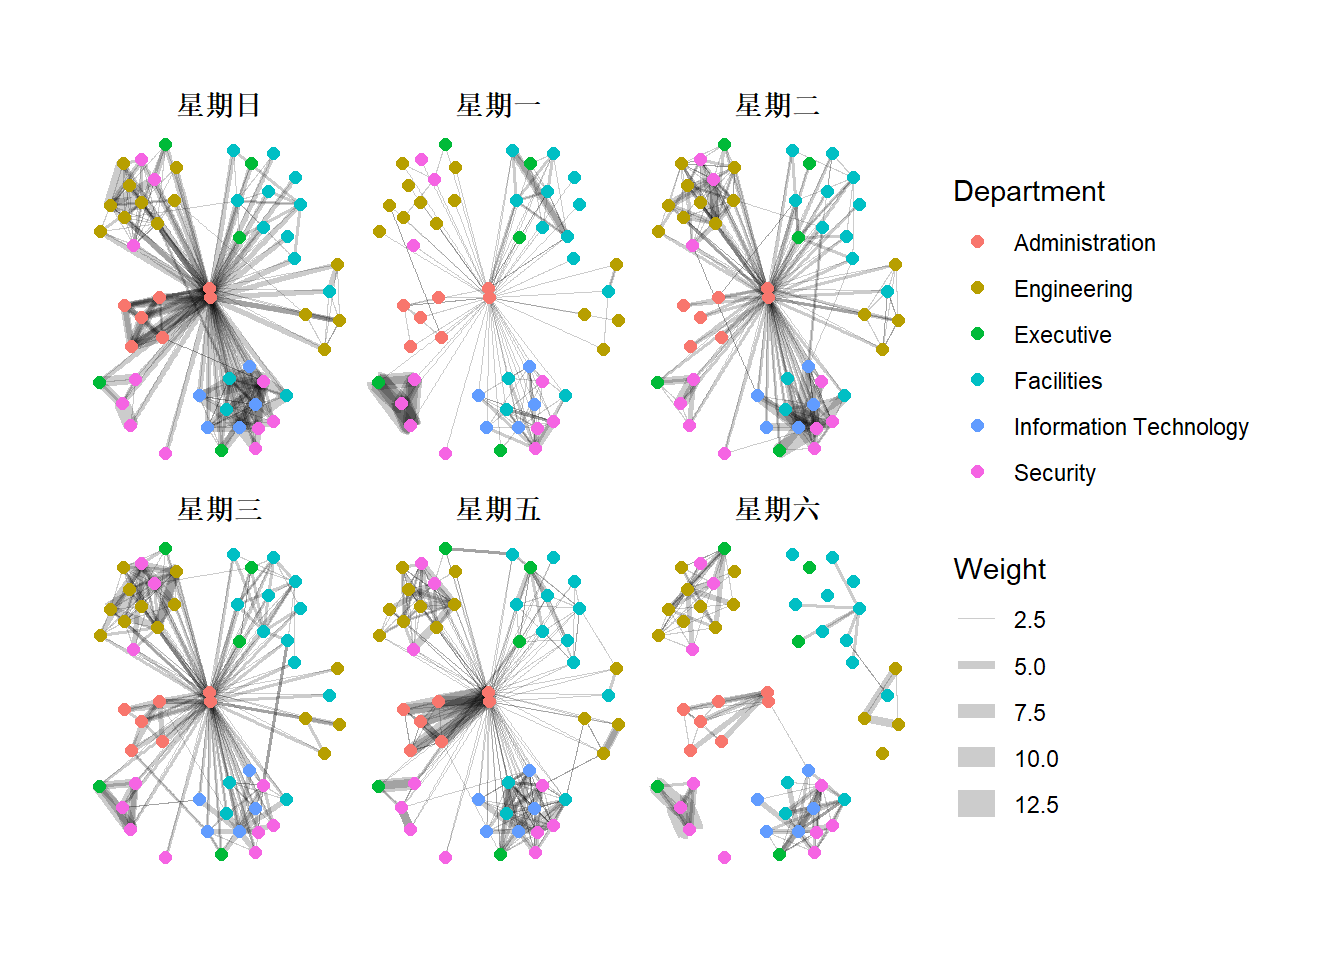 星期日
星期一
星期二
星期三
星期五
星期六
Department
Administration
Engineering
Executive
Facilities
Information Technology
Security
Weight
2.5
5.0
7.5
10.0
12.5